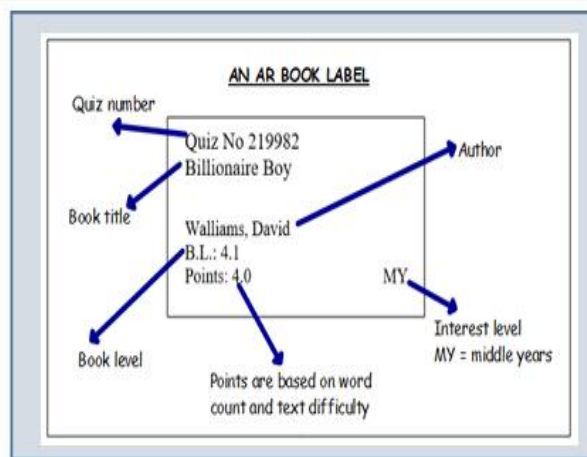 AN AR BOOK LABEL
Quiz number
Quiz No 219982
Billionaire Boy
Author
Book title
Walliams, David
B.L.: 4.1
Points: 4.0
MY
Book level
Interest level
MY = middle years
Points are based on word
count and text difficulty